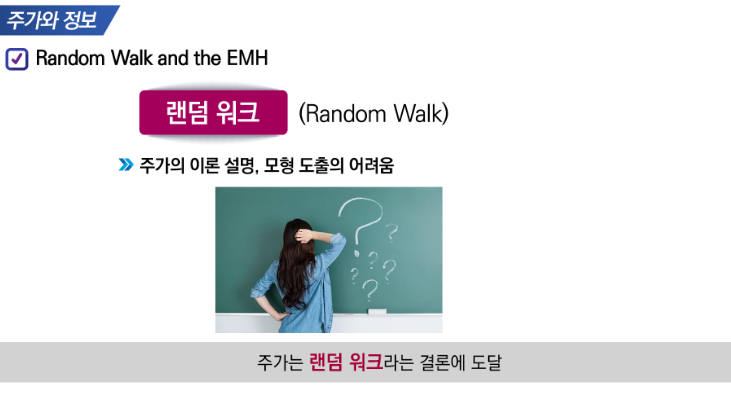 주가와 정보
Random Walk and the EMH
랜덤 워크 (Random Walk)
주가의 이론 설명, 모형 도출의 어려움
? ?
? ? ?
?
주가는 랜덤 워크라는 결론에 도달